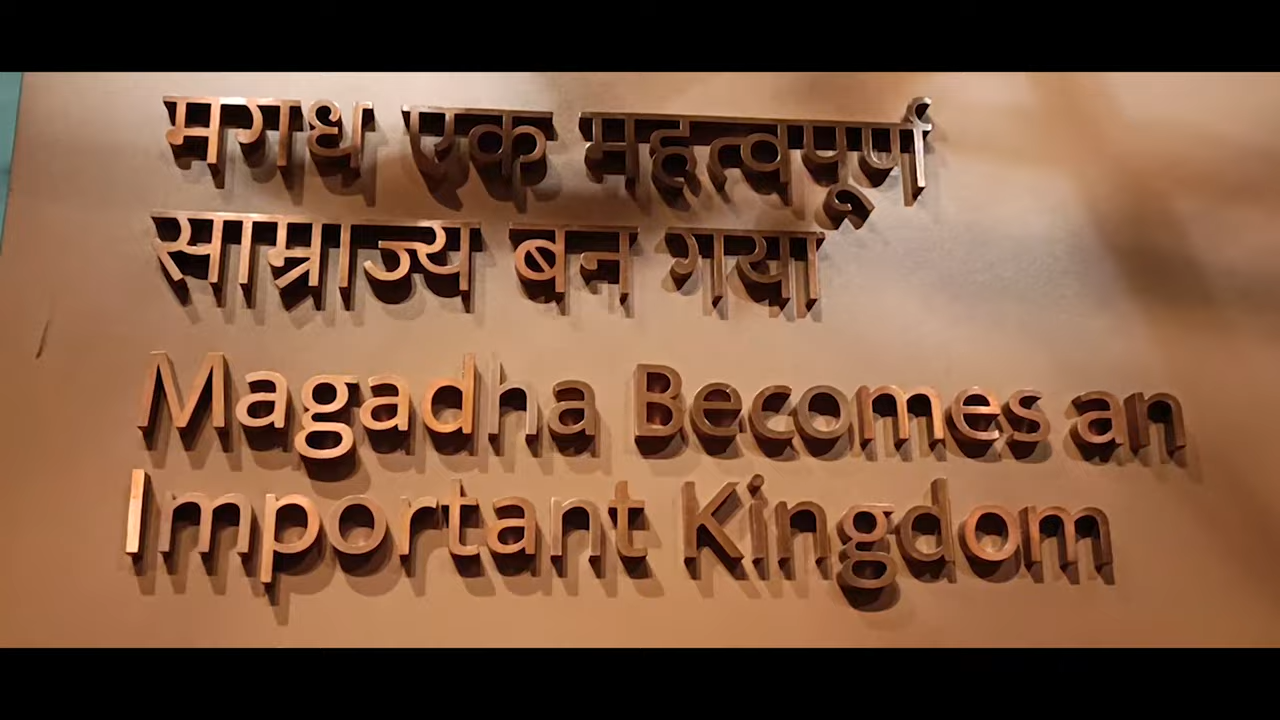 मगध एक महत्वपूर्ण
साम्राज्य बन गया
Magadha Becomes an
Important Kingdom